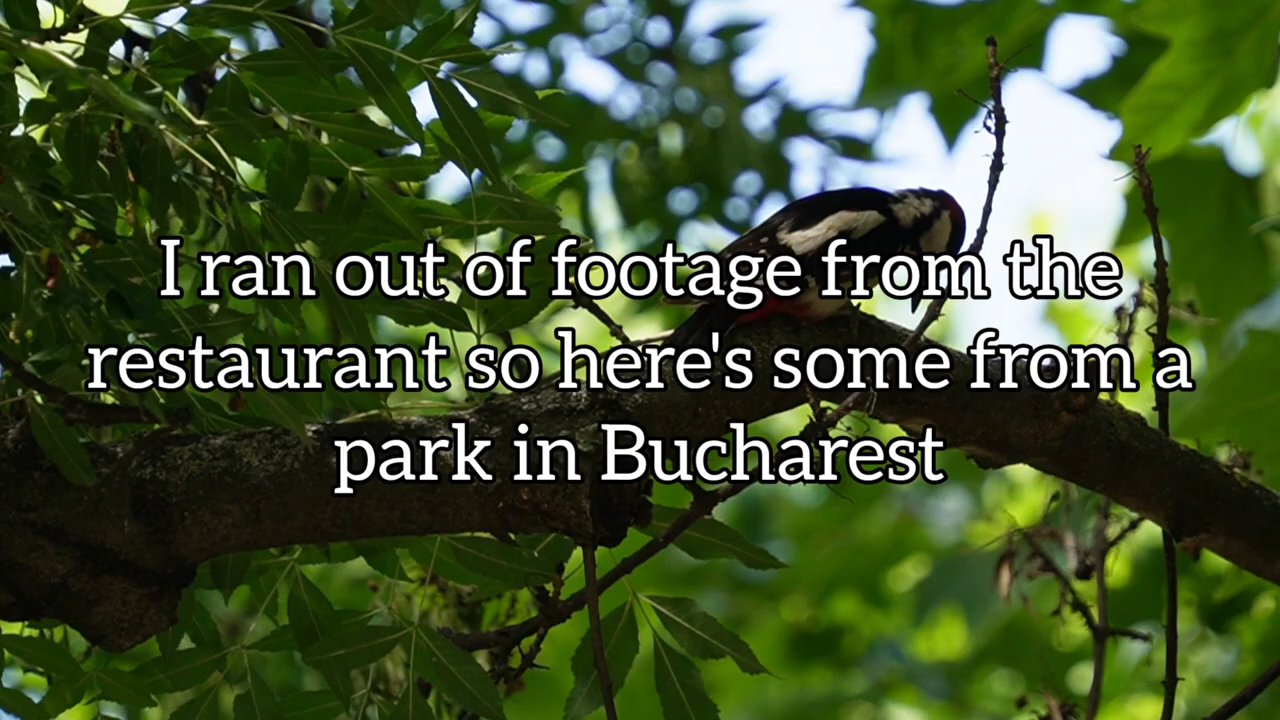 I ran out of footage from the
restaurant so here's some from a
park in Bucharest